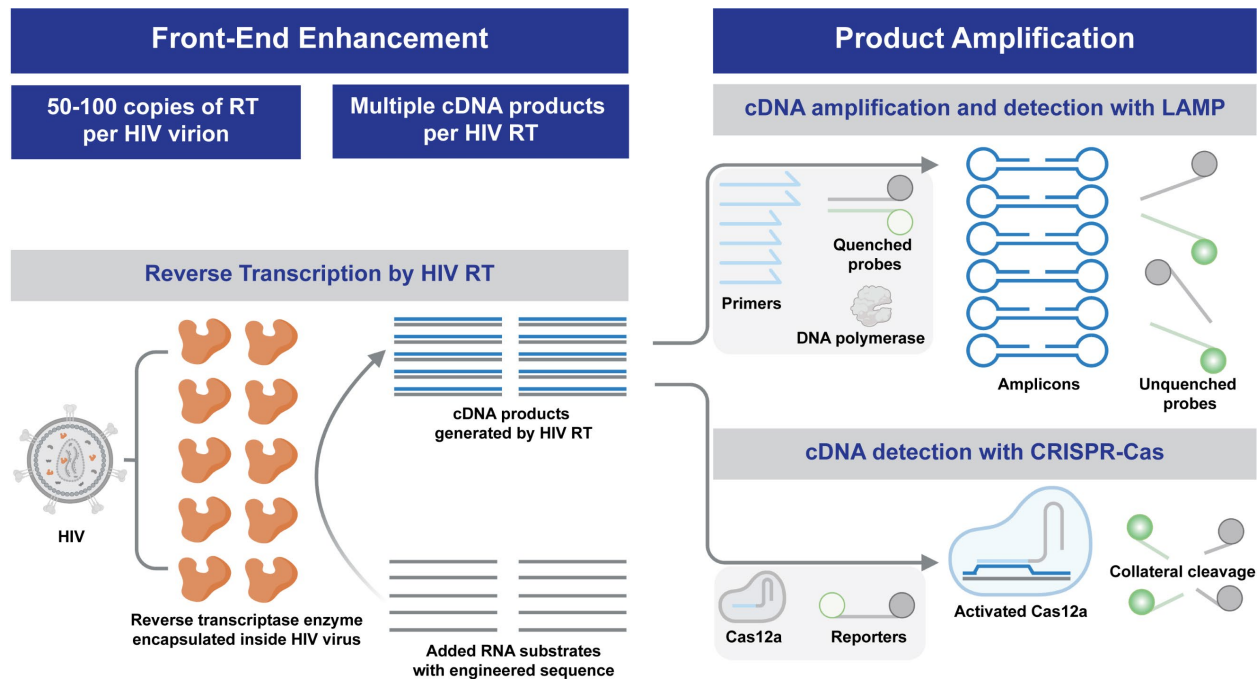 Front-End Enhancement
50-100 copies of RT
per HIV virion
Multiple cDNA products
per HIV RT
Reverse Transcription by HIV RT
HIV
Reverse transcriptase enzyme
encapsulated inside HIV virus
cDNA products
generated by HIV RT
Added RNA substrates
with engineered sequence
Product Amplification
cDNA amplification and detection with LAMP
Primers
Quenched
probes
DNA polymerase
Amplicons
Unquenched
probes
cDNA detection with CRISPR-Cas
Cas12a
Reporters
Activated Cas12a
Collateral cleavage